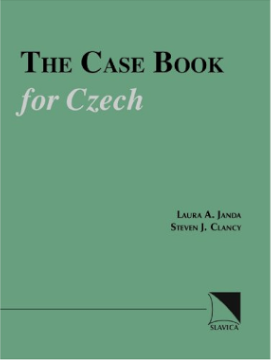 THE CASE BOOK
for Czech
LAURA A. JANDA
STEVEN J. CLANCY
SLAVICA